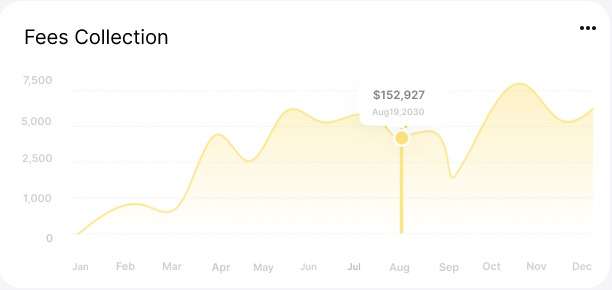 Fees Collection
7,500
$152,927
Aug19,2030
5,000
2,500
1,000
0
Jan Feb Mar Apr May Jun Jul Aug Sep Oct Nov Dec